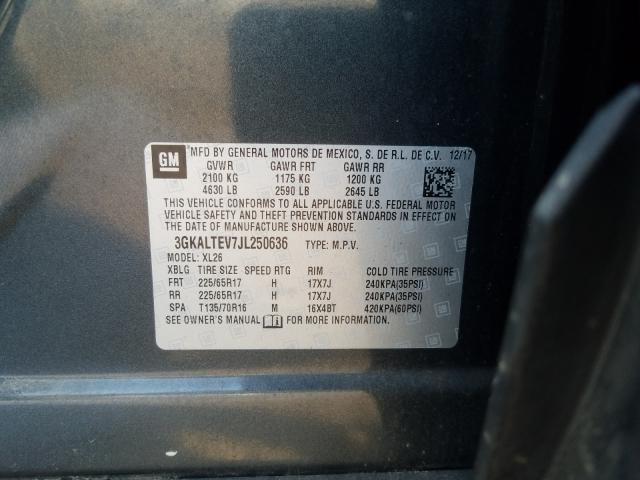 GM
MFD BY GENERAL MOTORS DE MEXICO, S. DE R.L. DE C.V. 12/17
GVWR GAWR FRT GAWR RR
2100 KG 1175 KG 1200 KG
4630 LB 2590 LB 2645 LB
THIS VEHICLE CONFORMS TO ALL APPLICABLE U.S. FEDERAL MOTOR
VEHICLE SAFETY AND THEFT PREVENTION STANDARDS IN EFFECT ON
THE DATE OF MANUFACTURE SHOWN ABOVE.
3GKALTEV7JL250636 TYPE: M.P.V.
MODEL: XL26
XBLG TIRE SIZE SPEED RTG RIM COLD TIRE PRESSURE
FRT 225/65R17 H 17X7J 240KPA(35PSI)
RR 225/65R17 H 17X7J 240KPA(35PSI)
SPA T135/70R16 M 16X4BT 420KPA(60PSI)
SEE OWNER'S MANUAL FOR MORE INFORMATION.